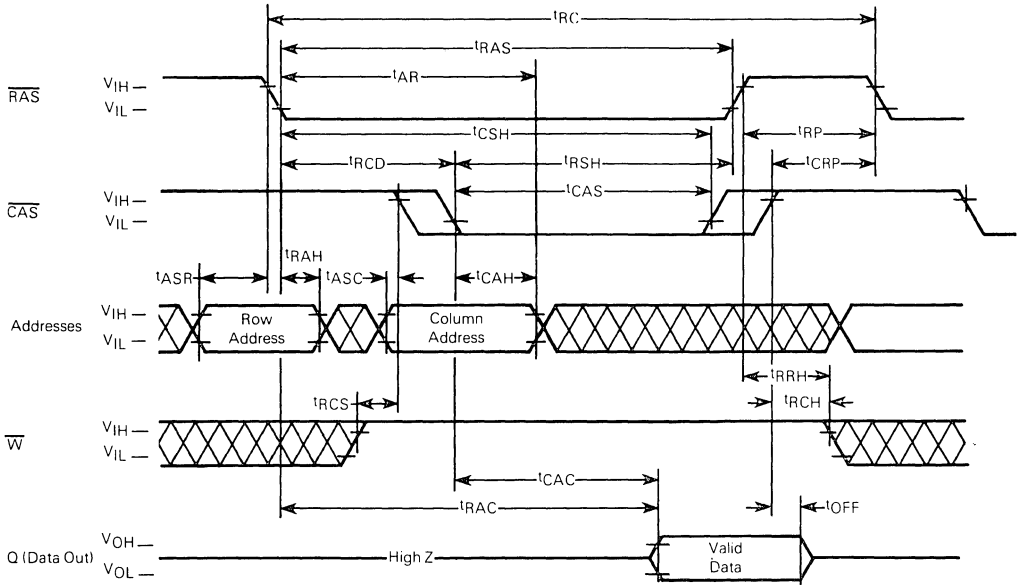 tRC
tRAS
tAR
RAS
VIH
VIL
tCSH
tRP
tRCD
tRSH
tCRP
tCAS
CAS
VIH
VIL
tRAH
tASR
tASC
tCAH
Addresses
VIH
VIL
Row
Address
Column
Address
tRRH
tRCS
tRCH
W
VIH
VIL
tCAC
tRAC
tOFF
Q (Data Out)
VOH
VOL
High Z
Valid
Data